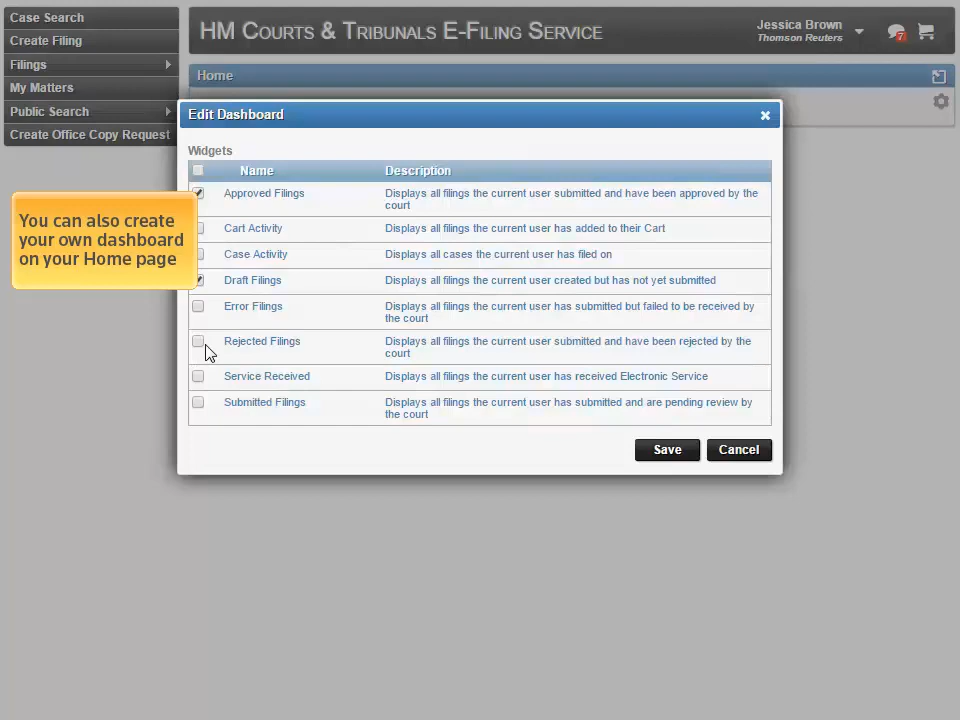 Case Search
Create Filing
Filings
My Matters
Public Search
Create Office Copy Request
HM Courts & Tribunals E-Filing Service
Jessica Brown
Thomson Reuters
7
Home
Edit Dashboard
Widgets
Name Description
Approved Filings Displays all filings the current user submitted and have been approved by the
court
Cart Activity Displays all filings the current user has added to their Cart
Case Activity Displays all cases the current user has filed on
Draft Filings Displays all filings the current user created but has not yet submitted
Error Filings Displays all filings the current user has submitted but failed to be received by
the court
Rejected Filings Displays all filings the current user submitted and have been rejected by the
court
Service Received Displays all filings the current user has received Electronic Service
Submitted Filings Displays all filings the current user has submitted and are pending review by
the court
Save Cancel
You can also create
your own dashboard
on your Home page